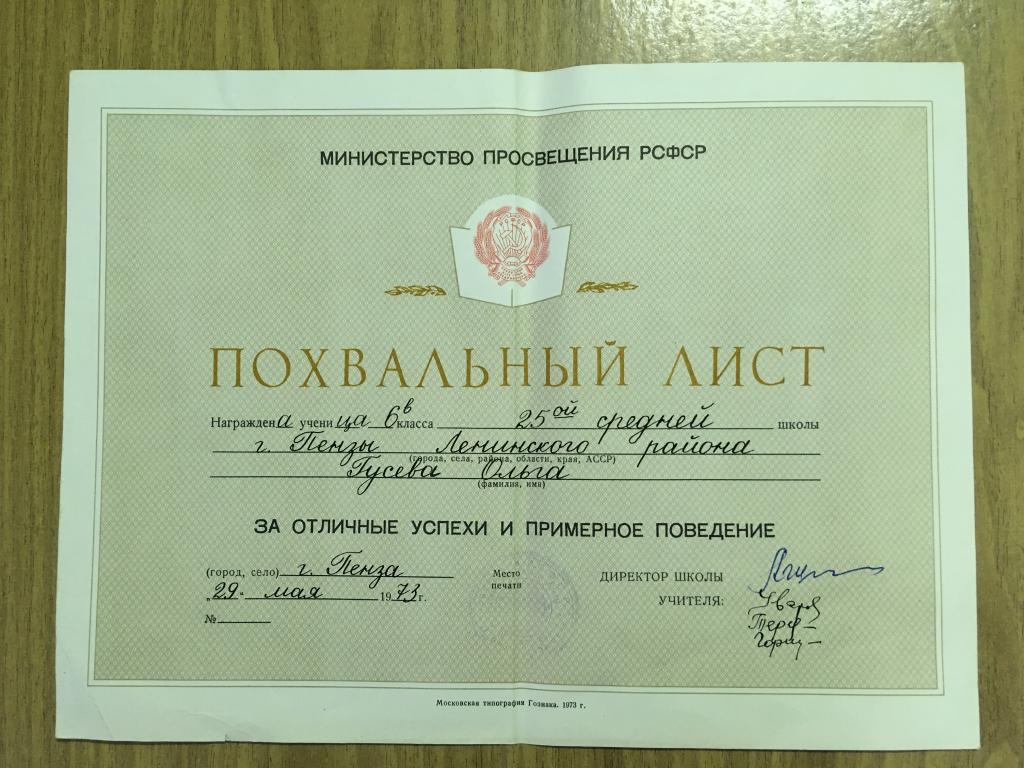 МИНИСТЕРСТВО ПРОСВЕЩЕНИЯ РСФСР
ПОХВАЛЬНЫЙ ЛИСТ
Награждена ученица 6в класса 25ой средней школы
г. Пензы Ленинского района
(города, села, района, области, края, АССР)
Гусева Ольга
(фамилия, имя)
ЗА ОТЛИЧНЫЕ УСПЕХИ И ПРИМЕРНОЕ ПОВЕДЕНИЕ
(город, село) г. Пенза
Место печати
ДИРЕКТОР ШКОЛЫ
„29" мая 1973 г.
УЧИТЕЛЯ:
№
Московская типография Гознака. 1973 г.